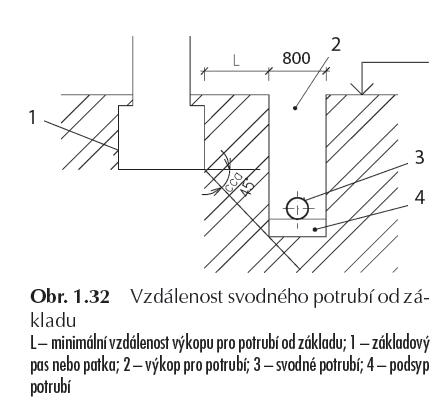 L
800
2
1
3
4
cca
45°
Obr. 1.32 Vzdálenost svodného potrubí od zá-
kladu
L – minimální vzdálenost výkopu pro potrubí od základu; 1 – základový
pas nebo patka; 2 – výkop pro potrubí; 3 – svodné potrubí; 4 – podsyp
potrubí